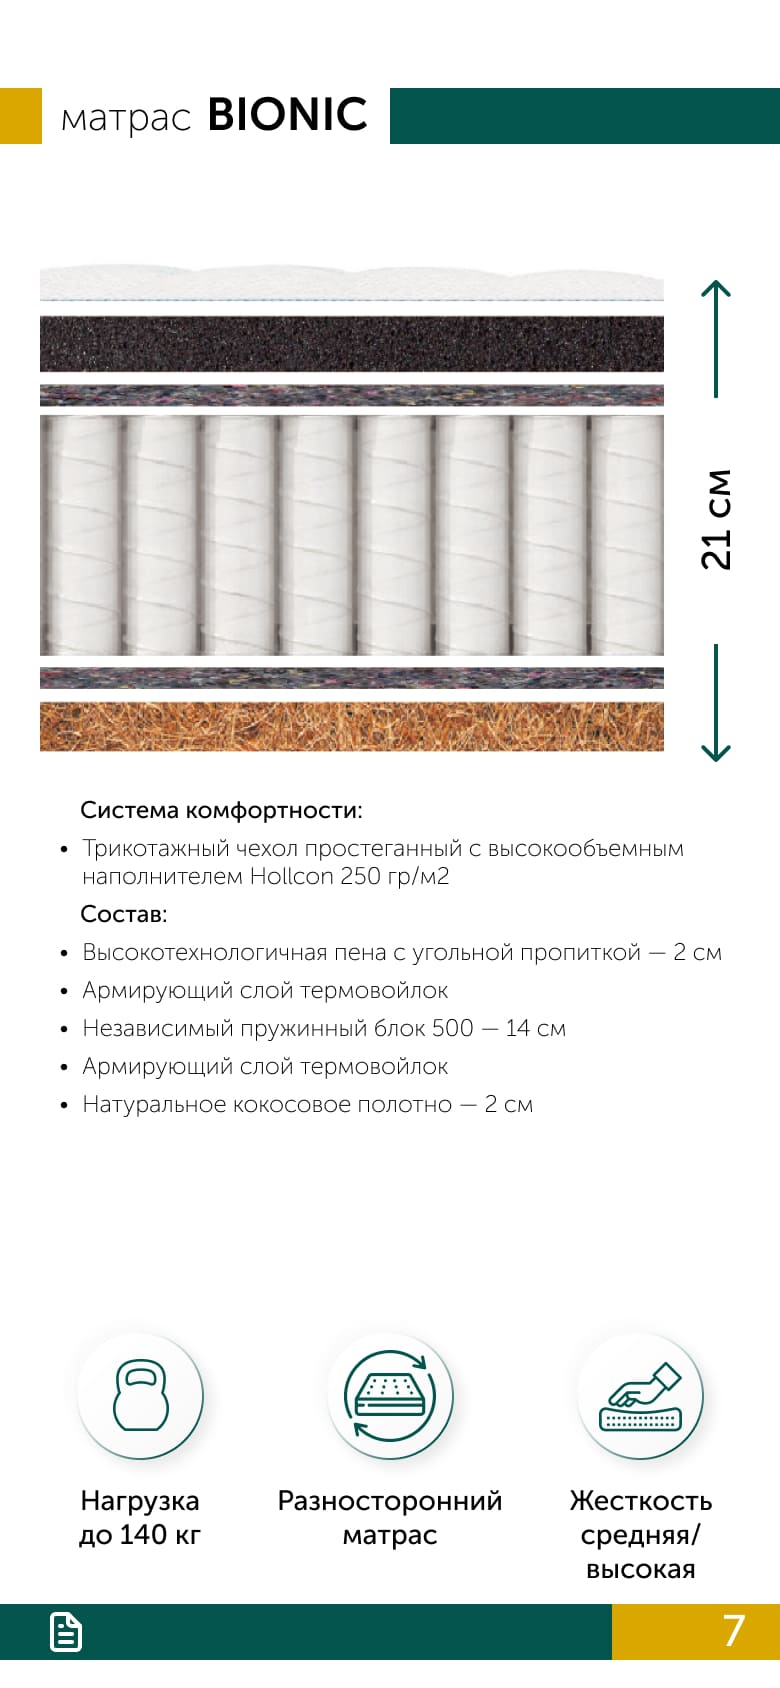 матрас BIONIC
21 см
Система комфортности:
• Трикотажный чехол простеганный с высокообъемным
наполнителем Hollcon 250 гр/м2
Состав:
• Высокотехнологичная пена с угольной пропиткой — 2 см
• Армирующий слой термовойлок
• Независимый пружинный блок 500 — 14 см
• Армирующий слой термовойлок
• Натуральное кокосовое полотно — 2 см
Нагрузка
до 140 кг
Разносторонний
матрас
Жесткость
средняя/
высокая
7